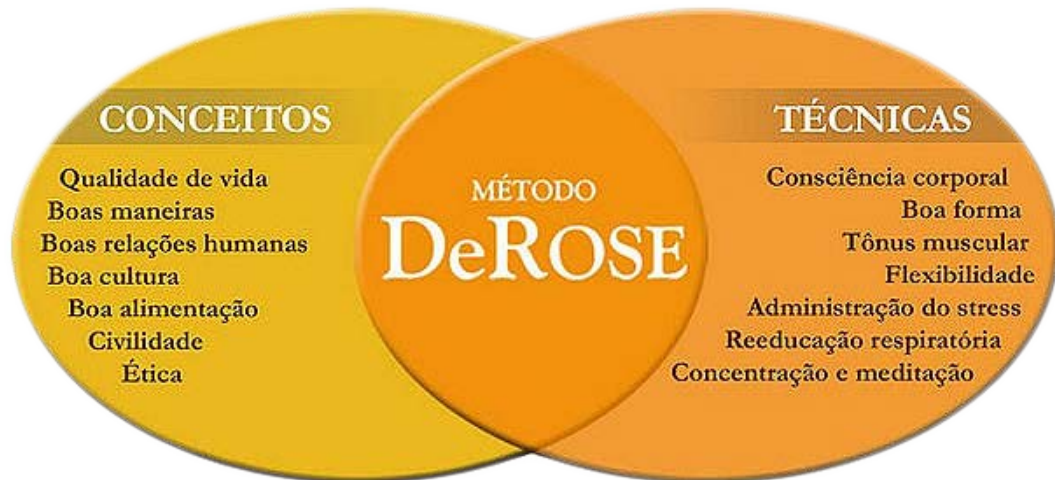 CONCEITOS
Qualidade de vida
Boas maneiras
Boas relações humanas
Boa cultura
Boa alimentação
Civilidade
Ética
MÉTODO
DeROSE
TÉCNICAS
Consciência corporal
Boa forma
Tônus muscular
Flexibilidade
Administração do stress
Reeducação respiratória
Concentração e meditação